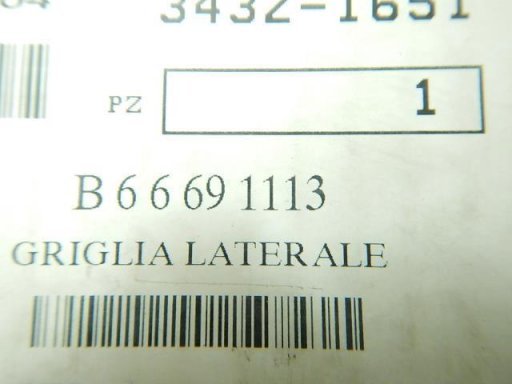 3432-1651
PZ 1
B 6 6 69 1113
GRIGLIA LATERALE